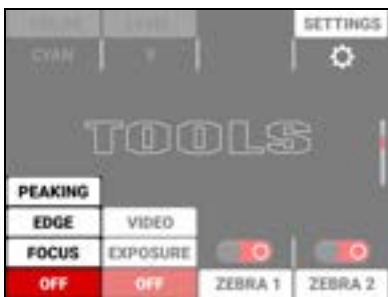 SETTINGS
CYAN
TOOLS
PEAKING
EDGE VIDEO
FOCUS EXPOSURE
OFF OFF ZEBRA 1 ZEBRA 2